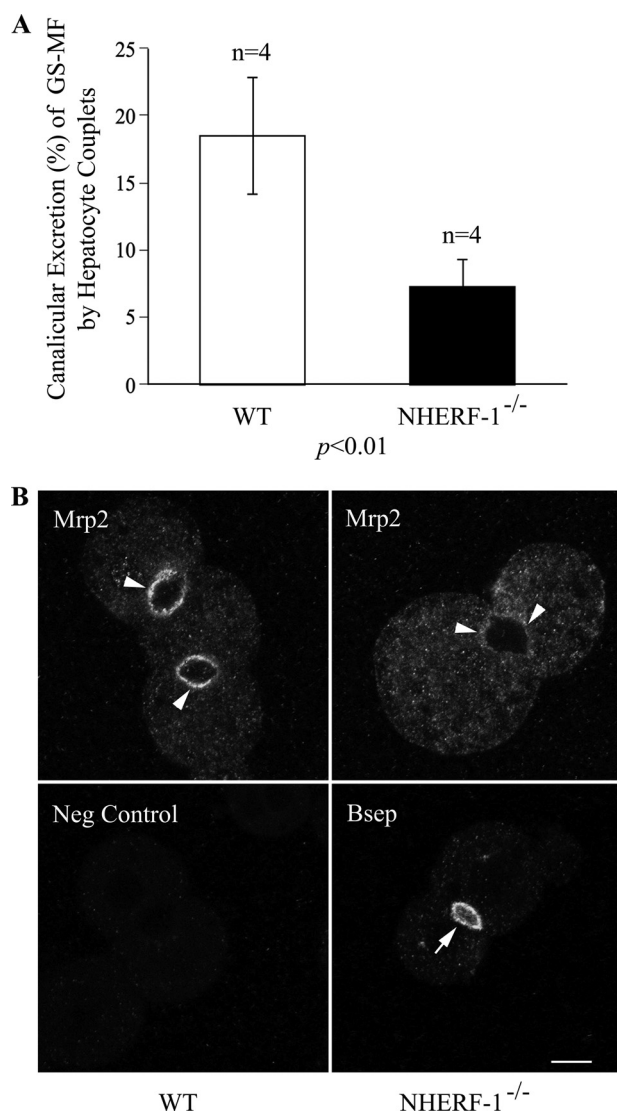 A
Canalicular Excretion (%) of GS-MF
by Hepatocyte Couplets
25
20
15
10
5
0
n=4
n=4
WT
NHERF-1-/-
p<0.01
B
Mrp2
Mrp2
Neg Control
Bsep
WT
NHERF-1-/-